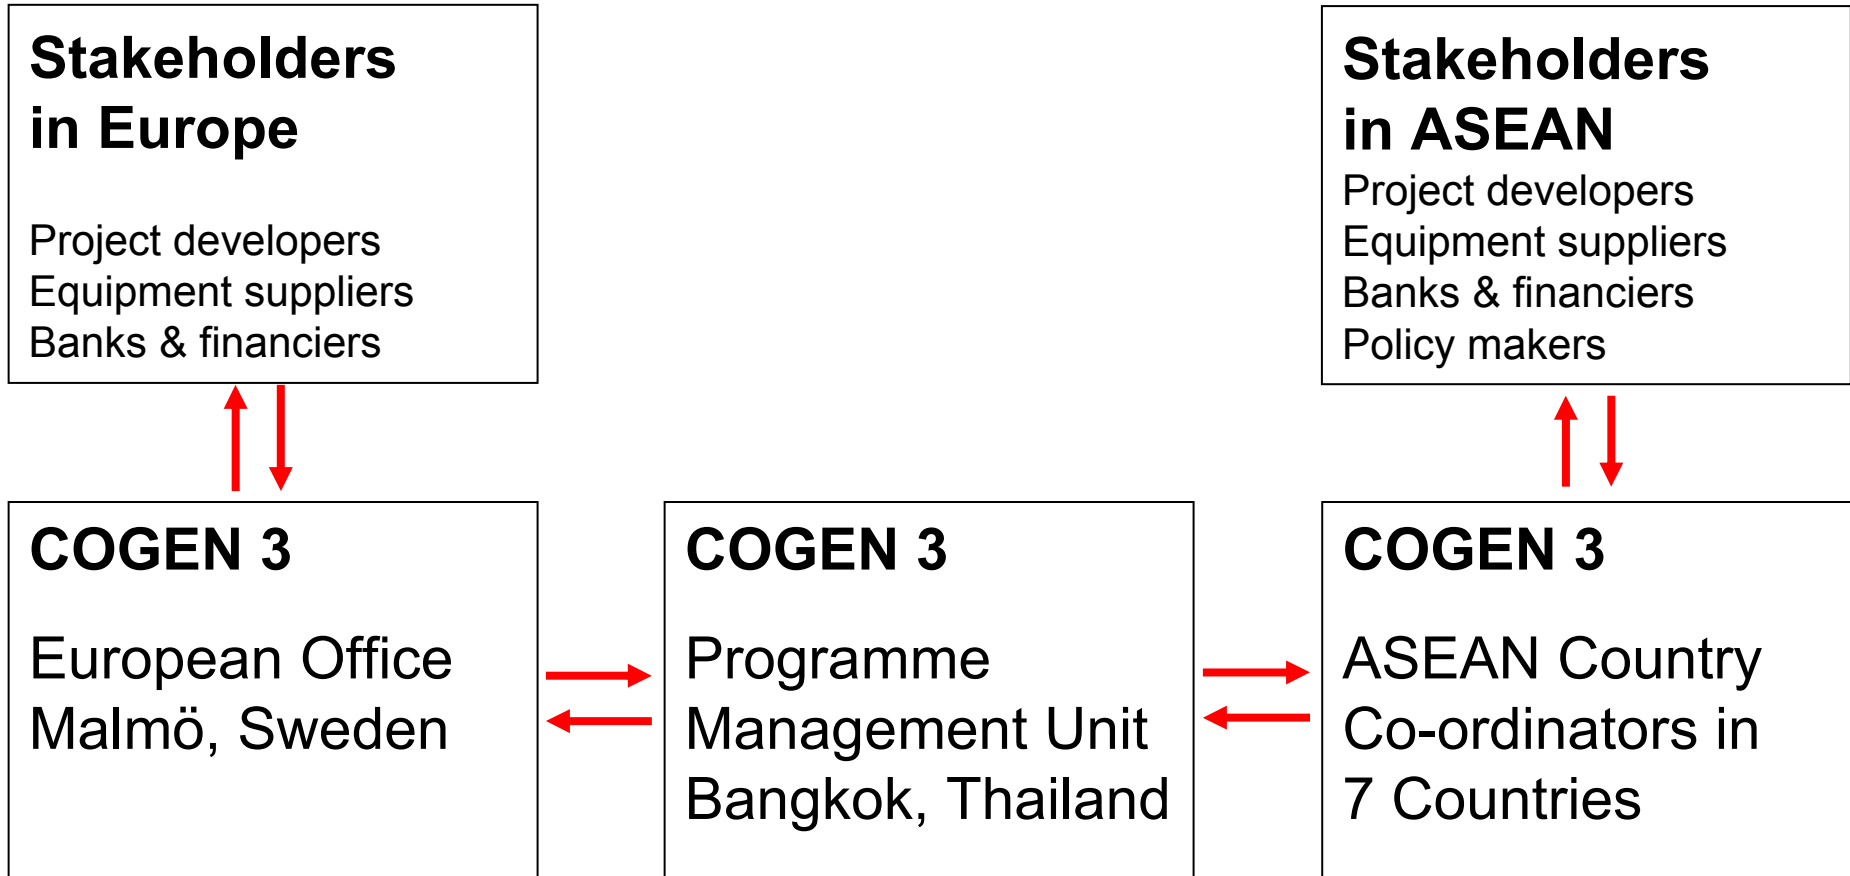 Stakeholders
in Europe
Project developers
Equipment suppliers
Banks & financiers
Stakeholders
in ASEAN
Project developers
Equipment suppliers
Banks & financiers
Policy makers
COGEN 3
European Office
Malmö, Sweden
COGEN 3
Programme
Management Unit
Bangkok, Thailand
COGEN 3
ASEAN Country
Co-ordinators in
7 Countries